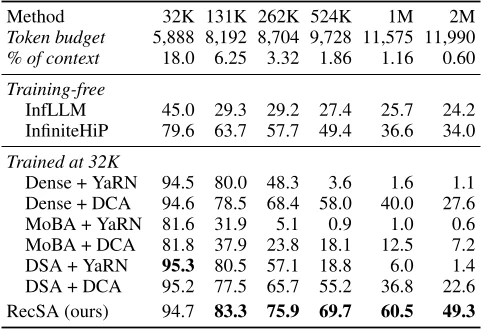 Method 32K 131K 262K 524K 1M 2M
Token budget 5,888 8,192 8,704 9,728 11,575 11,990
% of context 18.0 6.25 3.32 1.86 1.16 0.60
Training-free
InfLLM 45.0 29.3 29.2 27.4 25.7 24.2
InfiniteHiP 79.6 63.7 57.7 49.4 36.6 34.0
Trained at 32K
Dense + YaRN 94.5 80.0 48.3 3.6 1.6 1.1
Dense + DCA 94.6 78.5 68.4 58.0 40.0 27.6
MoBA + YaRN 81.6 31.9 5.1 0.9 1.0 0.6
MoBA + DCA 81.8 37.9 23.8 18.1 12.5 7.2
DSA + YaRN 95.3 80.5 57.1 18.8 6.0 1.4
DSA + DCA 95.2 77.5 65.7 55.2 36.8 22.6
RecSA (ours) 94.7 83.3 75.9 69.7 60.5 49.3